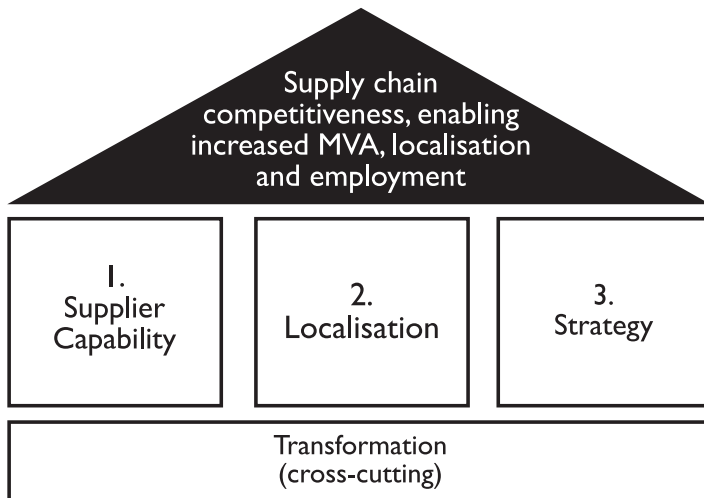 Supply chain
competitiveness, enabling
increased MVA, localisation
and employment
1.
Supplier
Capability
2.
Localisation
3.
Strategy
Transformation
(cross-cutting)